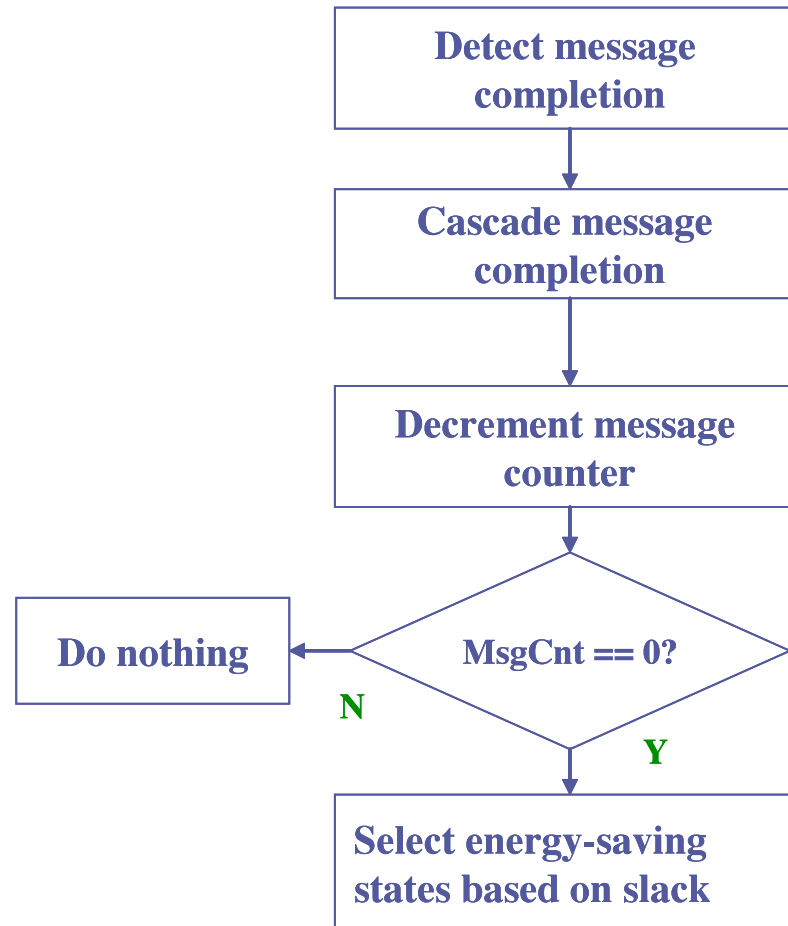 Detect message
completion
Cascade message
completion
Decrement message
counter
Do nothing
MsgCnt == 0?
N
Y
Select energy-saving
states based on slack